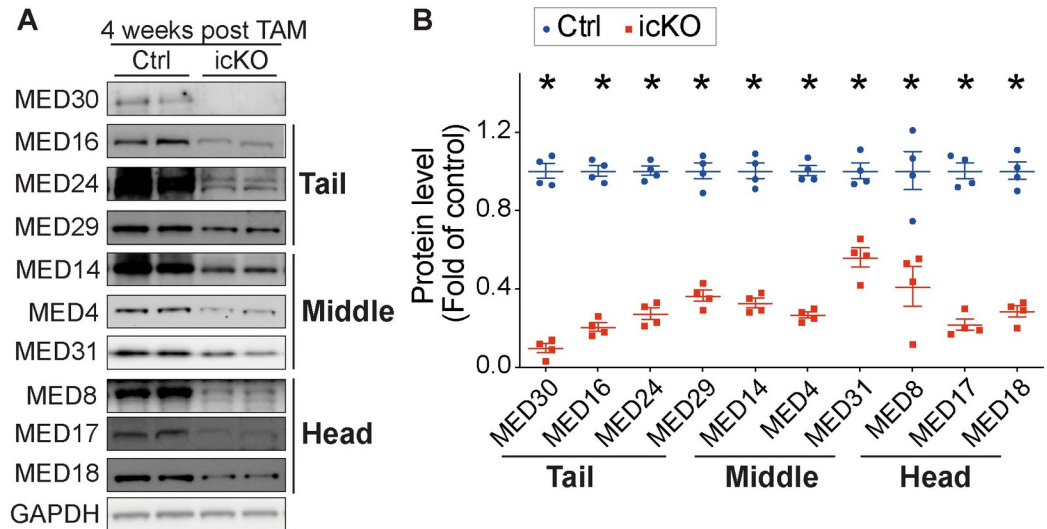 A
4 weeks post TAM
Ctrl icKO
MED30
MED16
MED24
MED29
Tail
MED14
MED4
MED31
Middle
MED8
MED17
MED18
Head
GAPDH
B
Ctrl icKO
* * * * * * * * * *
Protein level
(Fold of control)
1.2
0.8
0.4
0.0
MED30 MED16 MED24 MED29 MED14 MED4 MED31 MED8 MED17 MED18
Tail Middle Head